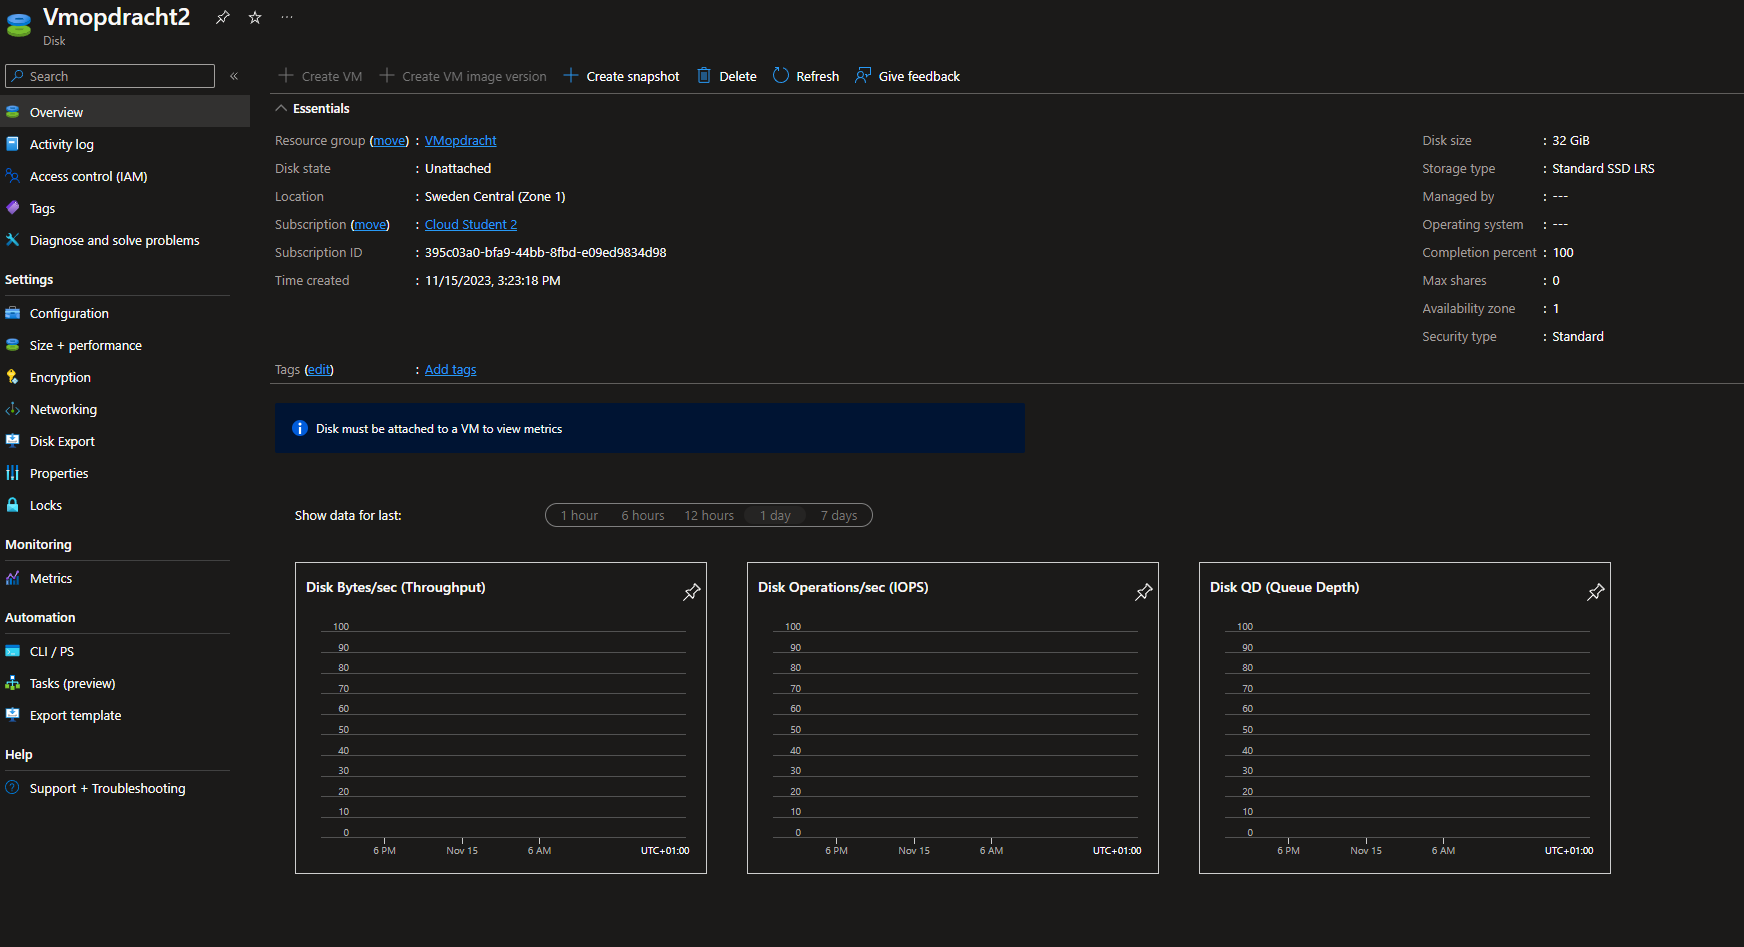 Vmopdracht2
Disk
Search
Overview
Activity log
Access control (IAM)
Tags
Diagnose and solve problems
Settings
Configuration
Size + performance
Encryption
Networking
Disk Export
Properties
Locks
Monitoring
Metrics
Automation
CLI / PS
Tasks (preview)
Export template
Help
Support + Troubleshooting
Create VM Create VM image version Create snapshot Delete Refresh Give feedback
Essentials
Resource group (move) : VMopdracht
Disk state : Unattached
Location : Sweden Central (Zone 1)
Subscription (move) : Cloud Student 2
Subscription ID : 395c03a0-bfa9-44bb-8fbd-e09ed9834d98
Time created : 11/15/2023, 3:23:18 PM
Disk size : 32 GiB
Storage type : Standard SSD LRS
Managed by : ---
Operating system : ---
Completion percent : 100
Max shares : 0
Availability zone : 1
Security type : Standard
Tags (edit) : Add tags
Disk must be attached to a VM to view metrics
Show data for last: 1 hour 6 hours 12 hours 1 day 7 days
Disk Bytes/sec (Throughput)
100
90
80
70
60
50
40
30
20
10
0
6 PM Nov 15 6 AM UTC+01:00
Disk Operations/sec (IOPS)
100
90
80
70
60
50
40
30
20
10
0
6 PM Nov 15 6 AM UTC+01:00
Disk QD (Queue Depth)
100
90
80
70
60
50
40
30
20
10
0
6 PM Nov 15 6 AM UTC+01:00